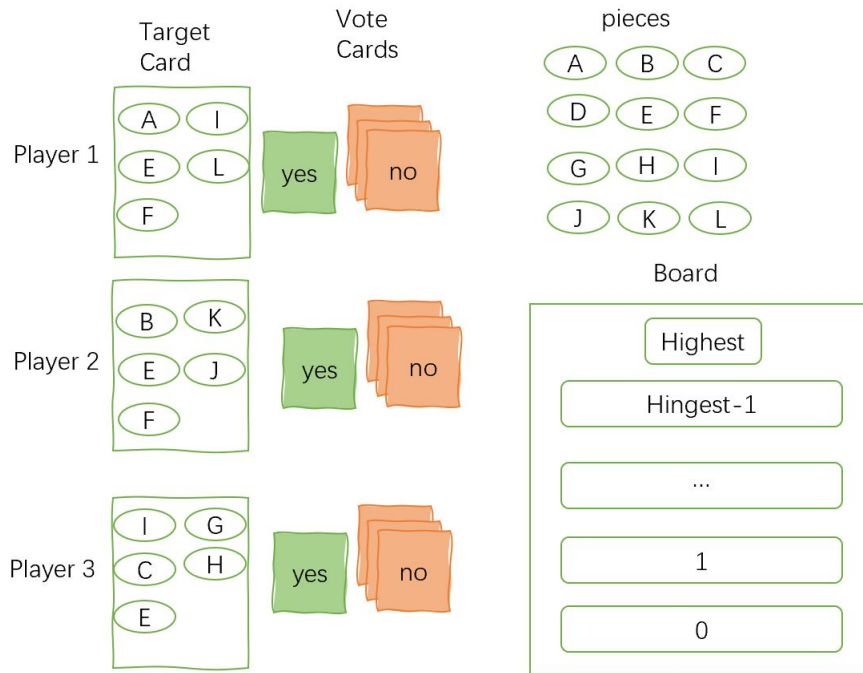 Target
Card
Vote
Cards
pieces
Player 1
A I
E L
F
yes
no
A B C
D E F
G H I
J K L
Player 2
B K
E J
F
yes
no
Player 3
I G
C H
E
yes
no
Board
Highest
Hingest-1
...
1
0